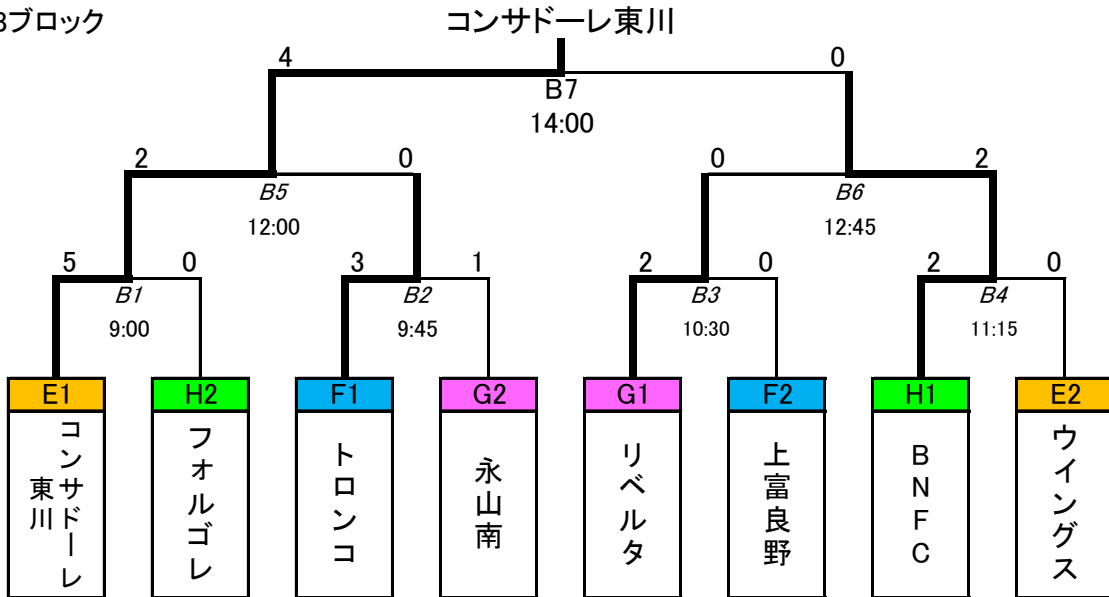 ブロック
コンサドーレ東川
4 0
B7
14:00
2 0 0 2
B5 B6
12:00 12:45
5 0 3 1 2 0 2 0
B1 B2 B3 B4
9:00 9:45 10:30 11:15
E1 H2 F1 G2 G1 F2 H1 E2
コンサドーレ
東川
フォルゴレ
トロンコ
永山南
リベルタ
上富良野
BNFC
ウイングス